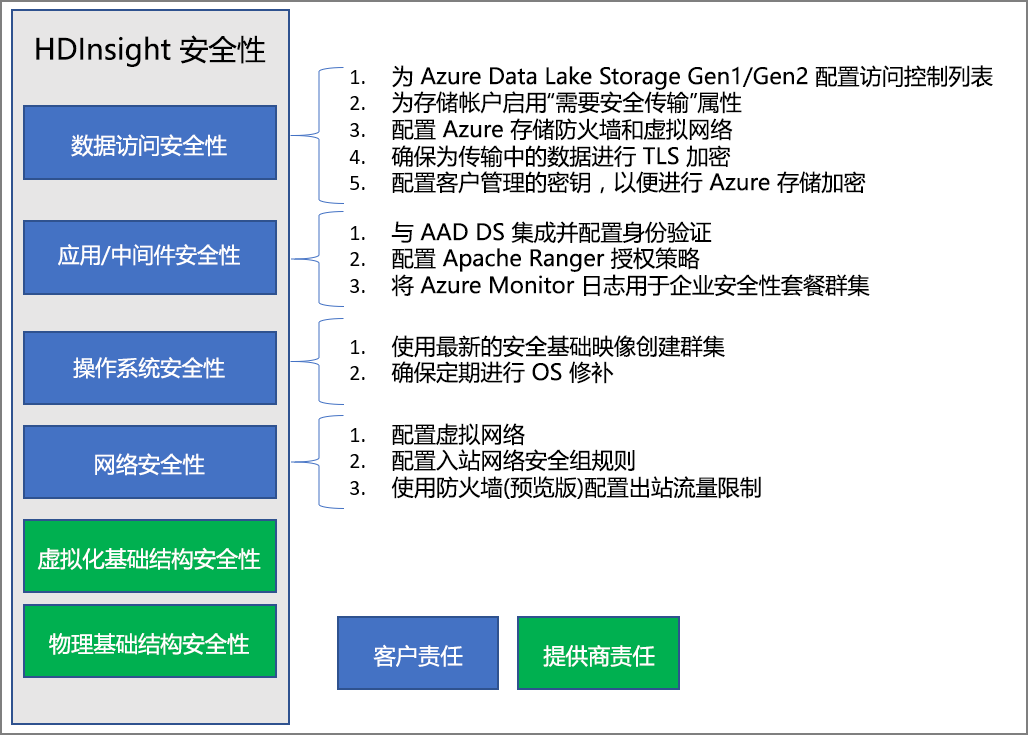 HDInsight 安全性
数据访问安全性
1. 为 Azure Data Lake Storage Gen1/Gen2 配置访问控制列表
2. 为存储帐户启用“需要安全传输”属性
3. 配置 Azure 存储防火墙和虚拟网络
4. 确保为传输中的数据进行 TLS 加密
5. 配置客户管理的密钥，以便进行 Azure 存储加密
应用/中间件安全性
1. 与 AAD DS 集成并配置身份验证
2. 配置 Apache Ranger 授权策略
3. 将 Azure Monitor 日志用于企业安全性套餐群集
操作系统安全性
1. 使用最新的安全基础映像创建群集
2. 确保定期进行 OS 修补
网络安全性
1. 配置虚拟网络
2. 配置入站网络安全组规则
3. 使用防火墙(预览版)配置出站流量限制
虚拟化基础结构安全性
物理基础结构安全性
客户责任
提供商责任